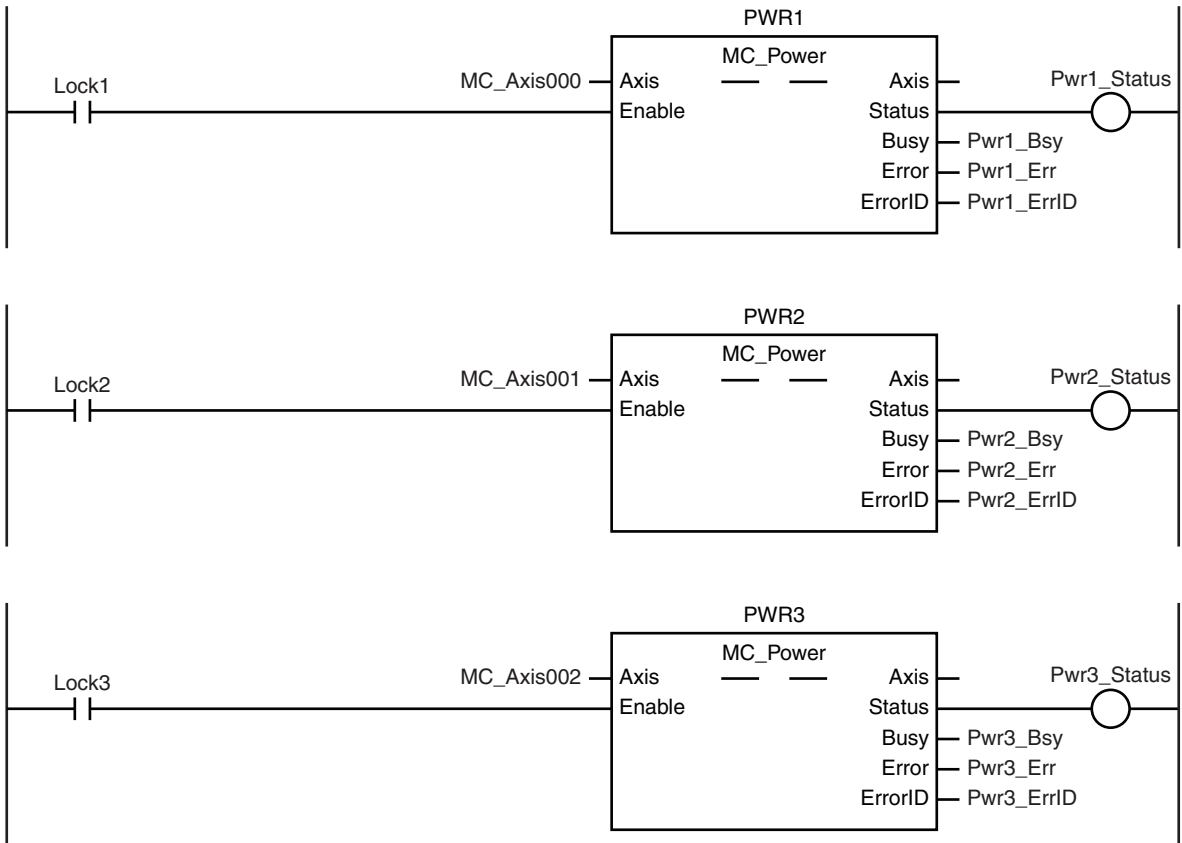 PWR1
MC_Power
Lock1
MC_Axis000
Axis
Axis
Pwr1_Status
Enable
Status
Busy
Pwr1_Bsy
Error
Pwr1_Err
ErrorID
Pwr1_ErrID
PWR2
MC_Power
Lock2
MC_Axis001
Axis
Axis
Pwr2_Status
Enable
Status
Busy
Pwr2_Bsy
Error
Pwr2_Err
ErrorID
Pwr2_ErrID
PWR3
MC_Power
Lock3
MC_Axis002
Axis
Axis
Pwr3_Status
Enable
Status
Busy
Pwr3_Bsy
Error
Pwr3_Err
ErrorID
Pwr3_ErrID